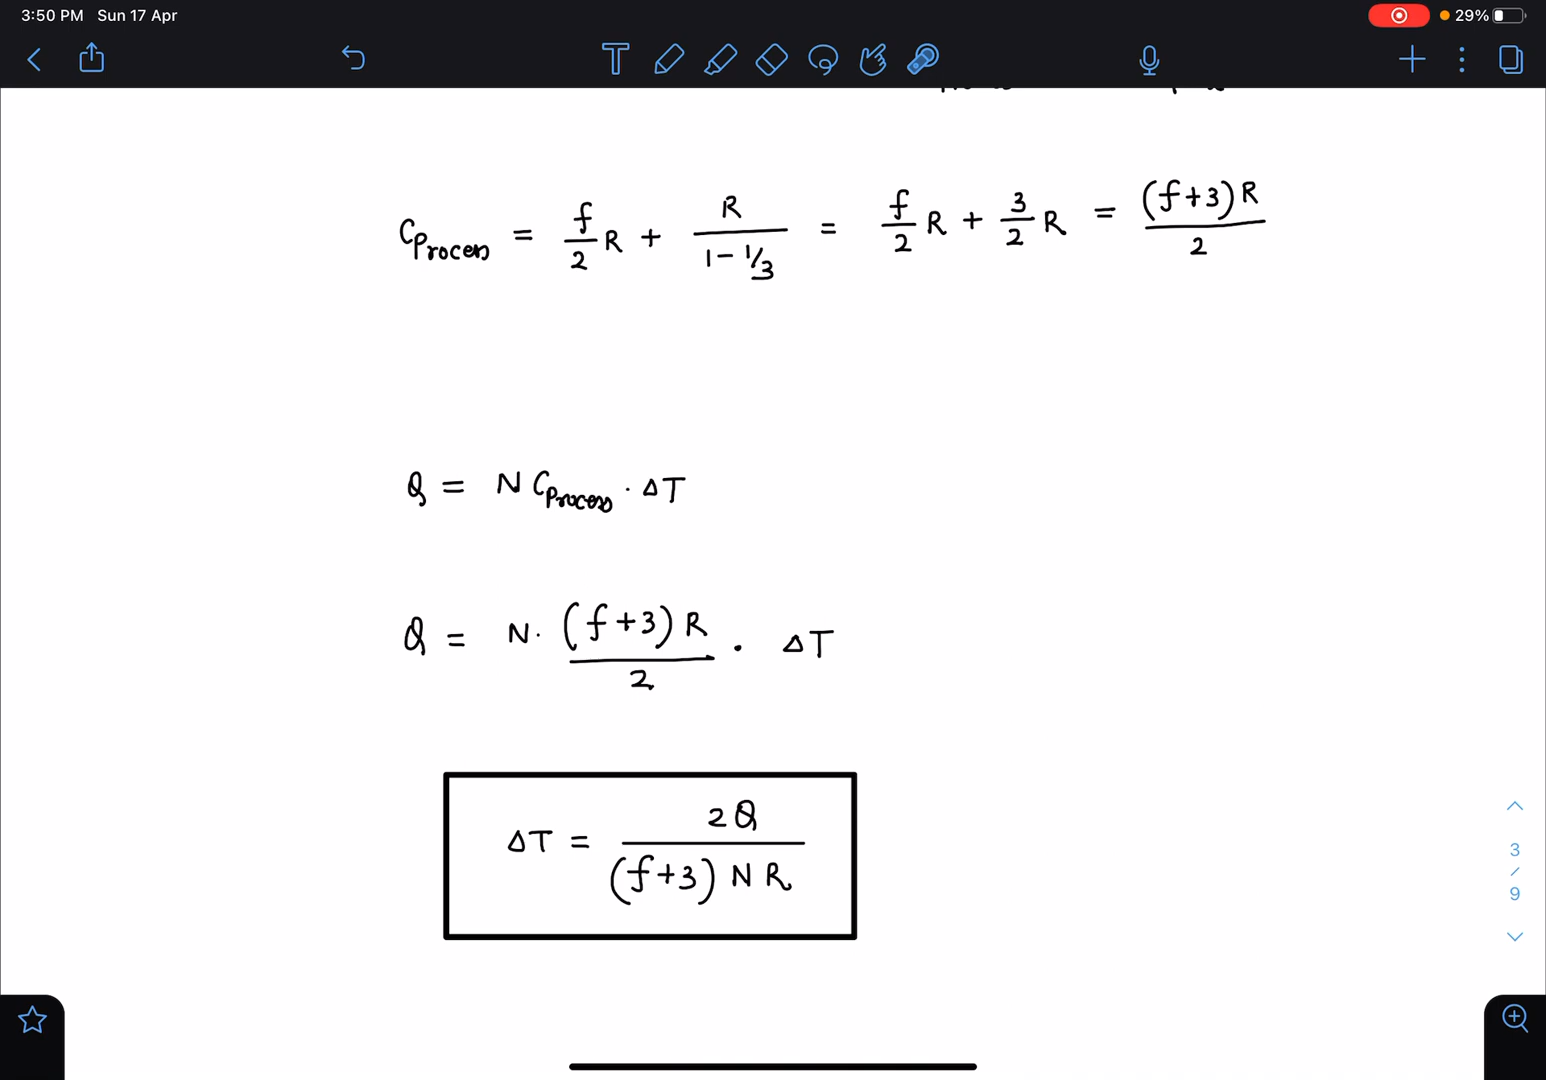 3:50 PM Sun 17 Apr 29%
C_Process = f/2 R + R/(1 - 1/3) = f/2 R + 3/2 R = (f+3)R/2
Q = N C_Process · ΔT
Q = N · (f+3)R/2 · ΔT
ΔT = 2Q/((f+3) N R)
3
/
9